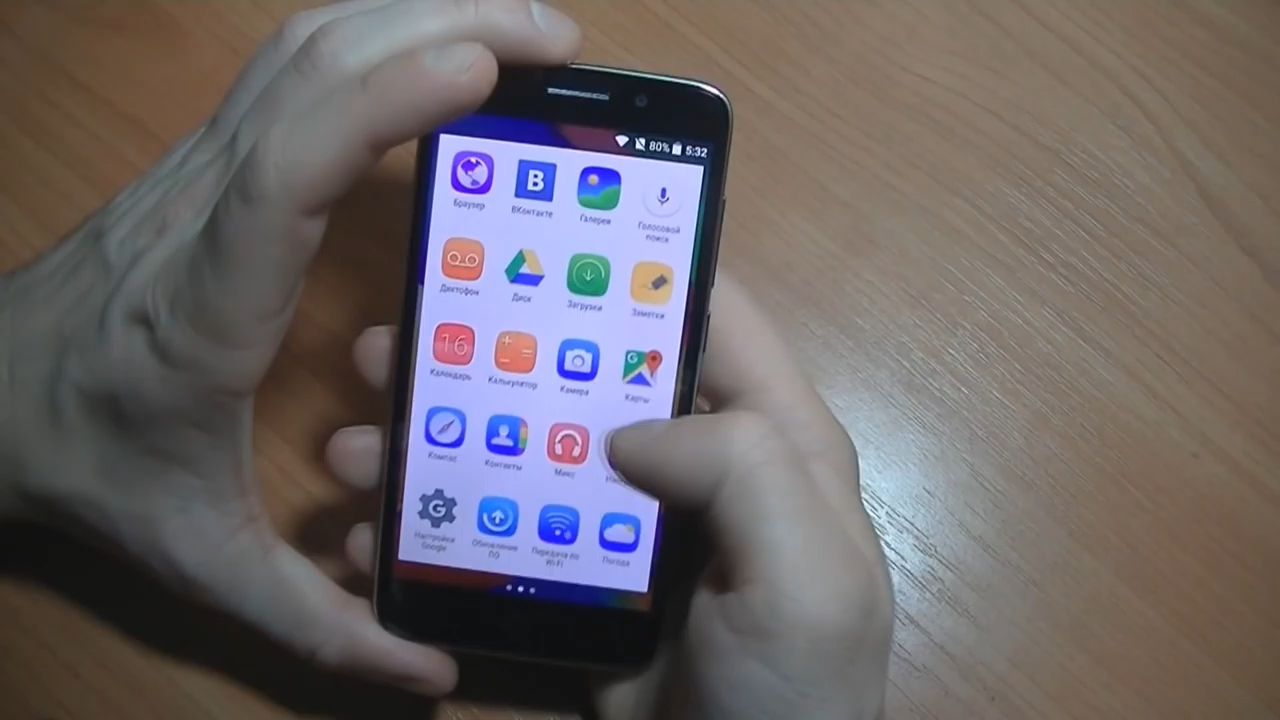 80% 5:32
Браузер
B
ВКонтакте
Галерея
Голосовой
поиск
Диктофон
Диск
Загрузки
Заметки
16
Календарь
Калькулятор
Камера
G
Карты
Компас
Контакты
Микс
G
Настройки
Google
Обновление
ПО
Передача по
Wi-Fi
Погода